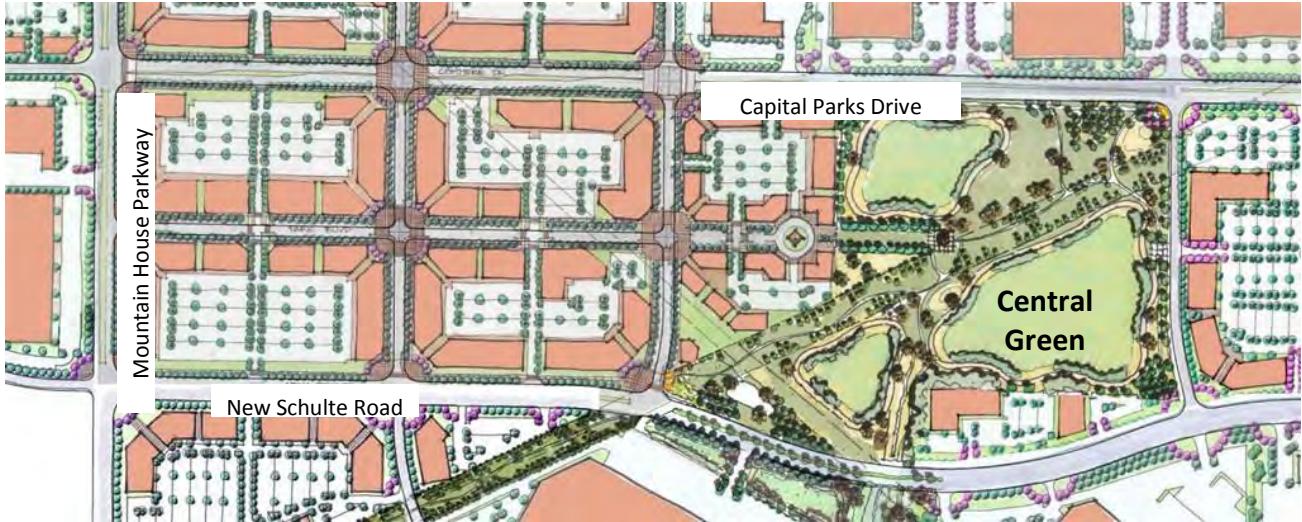 Capital Parks Drive
Mountain House Parkway
Central
Green
New Schulte Road